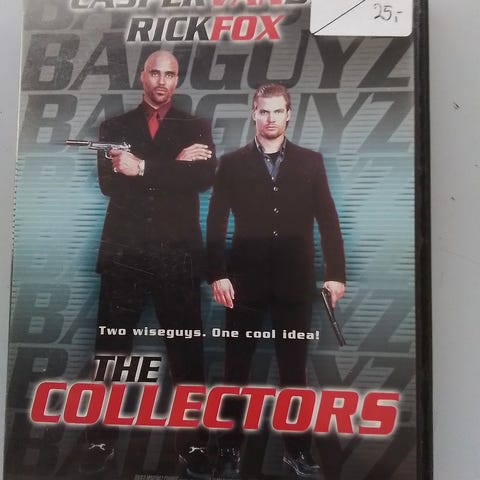 CASPER VAN
25,-
RICK FOX
BADGUYZ
BADGUYZ
Two wiseguys. One cool idea!
THE
COLLECTORS